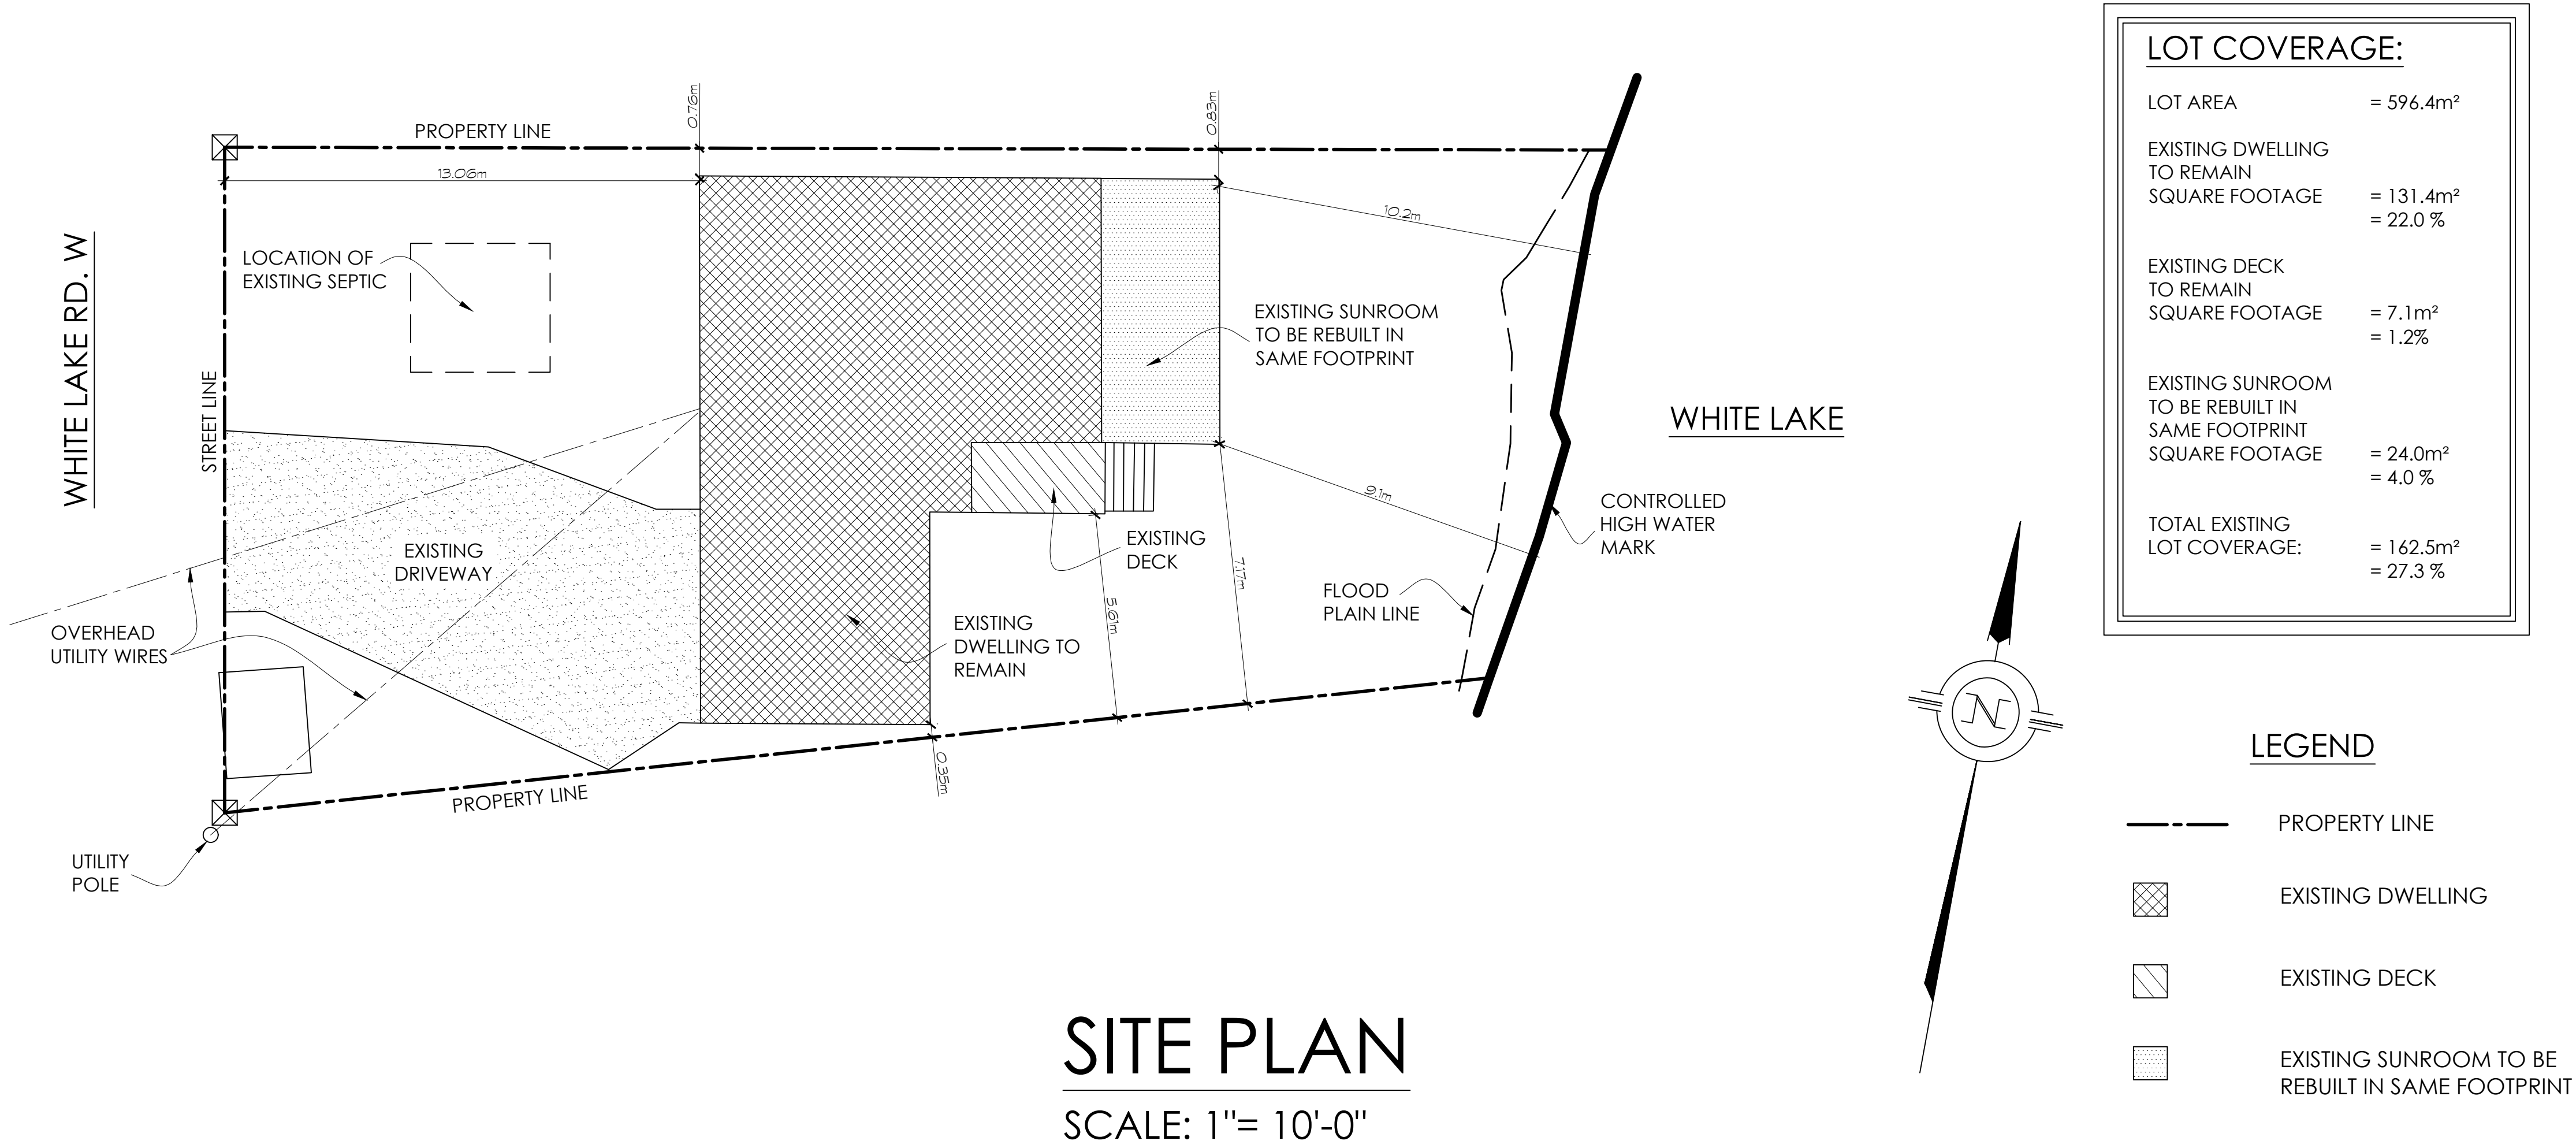 0.76m
0.83m
PROPERTY LINE
13.06m
10.2m
WHITE LAKE RD. W
LOCATION OF
EXISTING SEPTIC
STREET LINE
EXISTING SUNROOM
TO BE REBUILT IN
SAME FOOTPRINT
WHITE LAKE
9.1m
CONTROLLED
HIGH WATER
MARK
EXISTING
DRIVEWAY
EXISTING
DECK
7.17m
5.61m
FLOOD
PLAIN LINE
OVERHEAD
UTILITY WIRES
EXISTING
DWELLING TO
REMAIN
0.35m
PROPERTY LINE
UTILITY
POLE
SITE PLAN
SCALE: 1"= 10'-0"
LOT COVERAGE:
LOT AREA = 596.4m²
EXISTING DWELLING
TO REMAIN
SQUARE FOOTAGE = 131.4m²
= 22.0 %
EXISTING DECK
TO REMAIN
SQUARE FOOTAGE = 7.1m²
= 1.2%
EXISTING SUNROOM
TO BE REBUILT IN
SAME FOOTPRINT
SQUARE FOOTAGE = 24.0m²
= 4.0 %
TOTAL EXISTING
LOT COVERAGE: = 162.5m²
= 27.3 %
N
LEGEND
PROPERTY LINE
EXISTING DWELLING
EXISTING DECK
EXISTING SUNROOM TO BE
REBUILT IN SAME FOOTPRINT